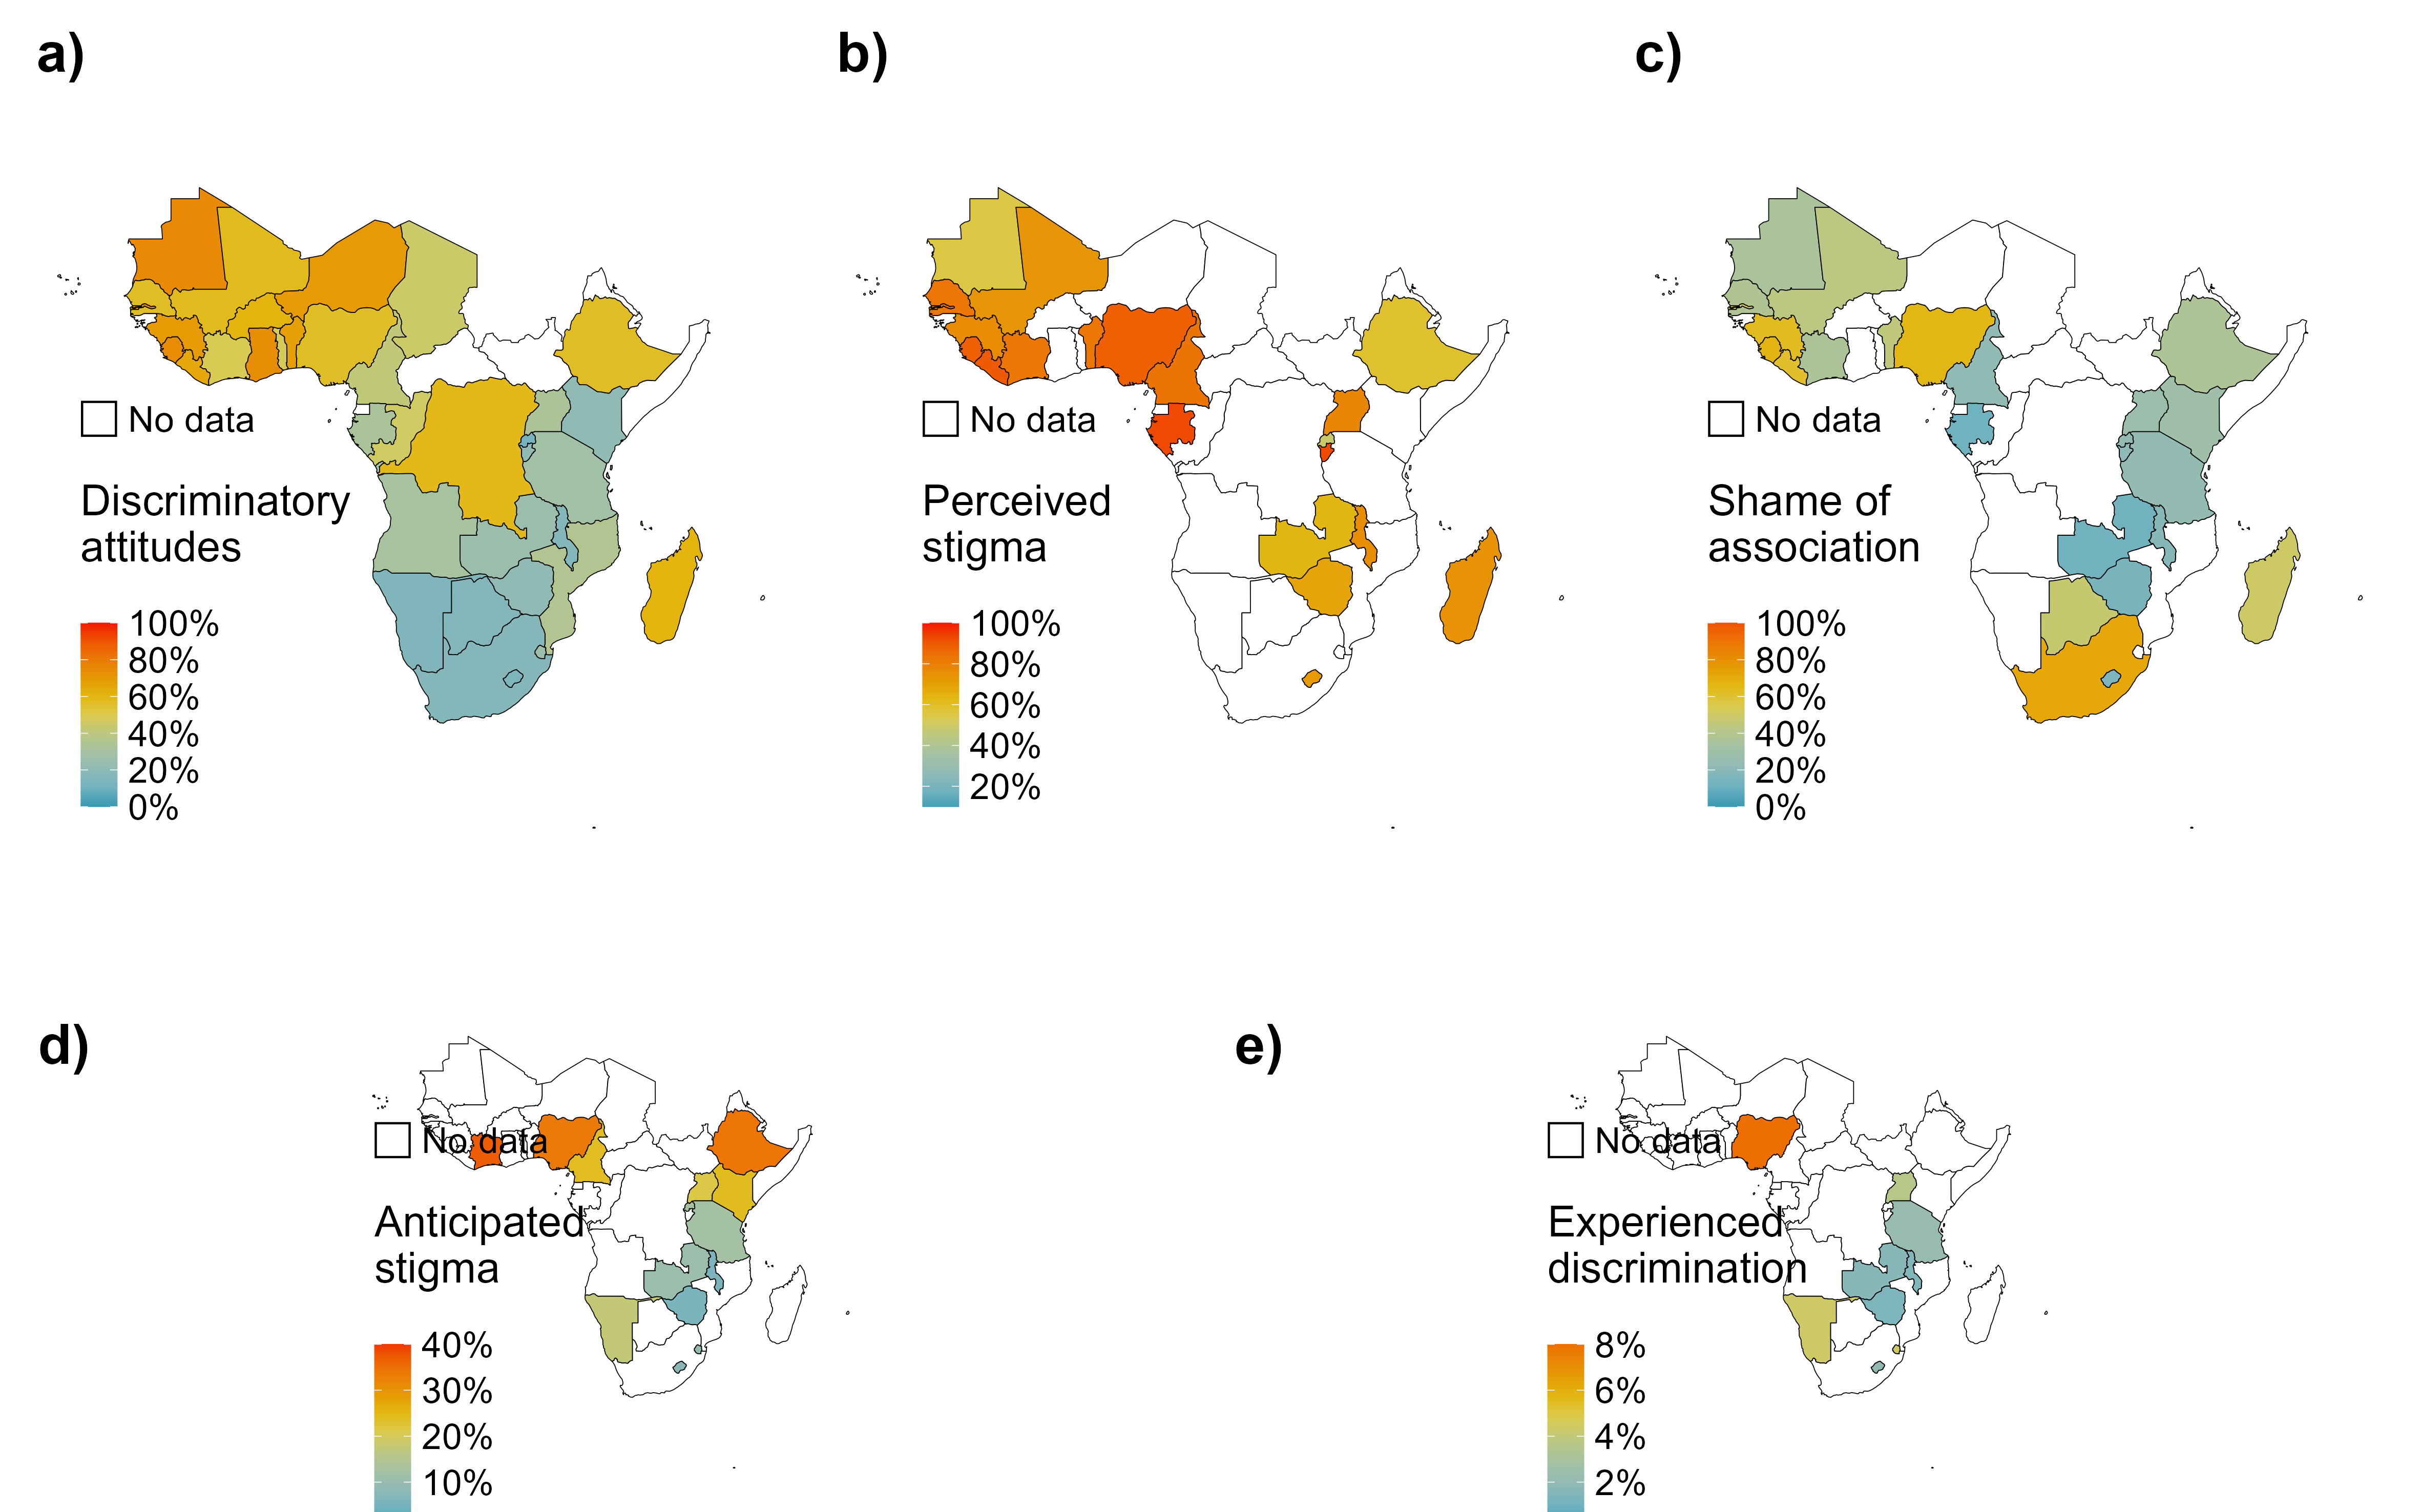 a)
No data
Discriminatory
attitudes
100%
80%
60%
40%
20%
0%
b)
No data
Perceived
stigma
100%
80%
60%
40%
20%
c)
No data
Shame of
association
100%
80%
60%
40%
20%
0%
d)
No data
Anticipated
stigma
40%
30%
20%
10%
e)
No data
Experienced
discrimination
8%
6%
4%
2%